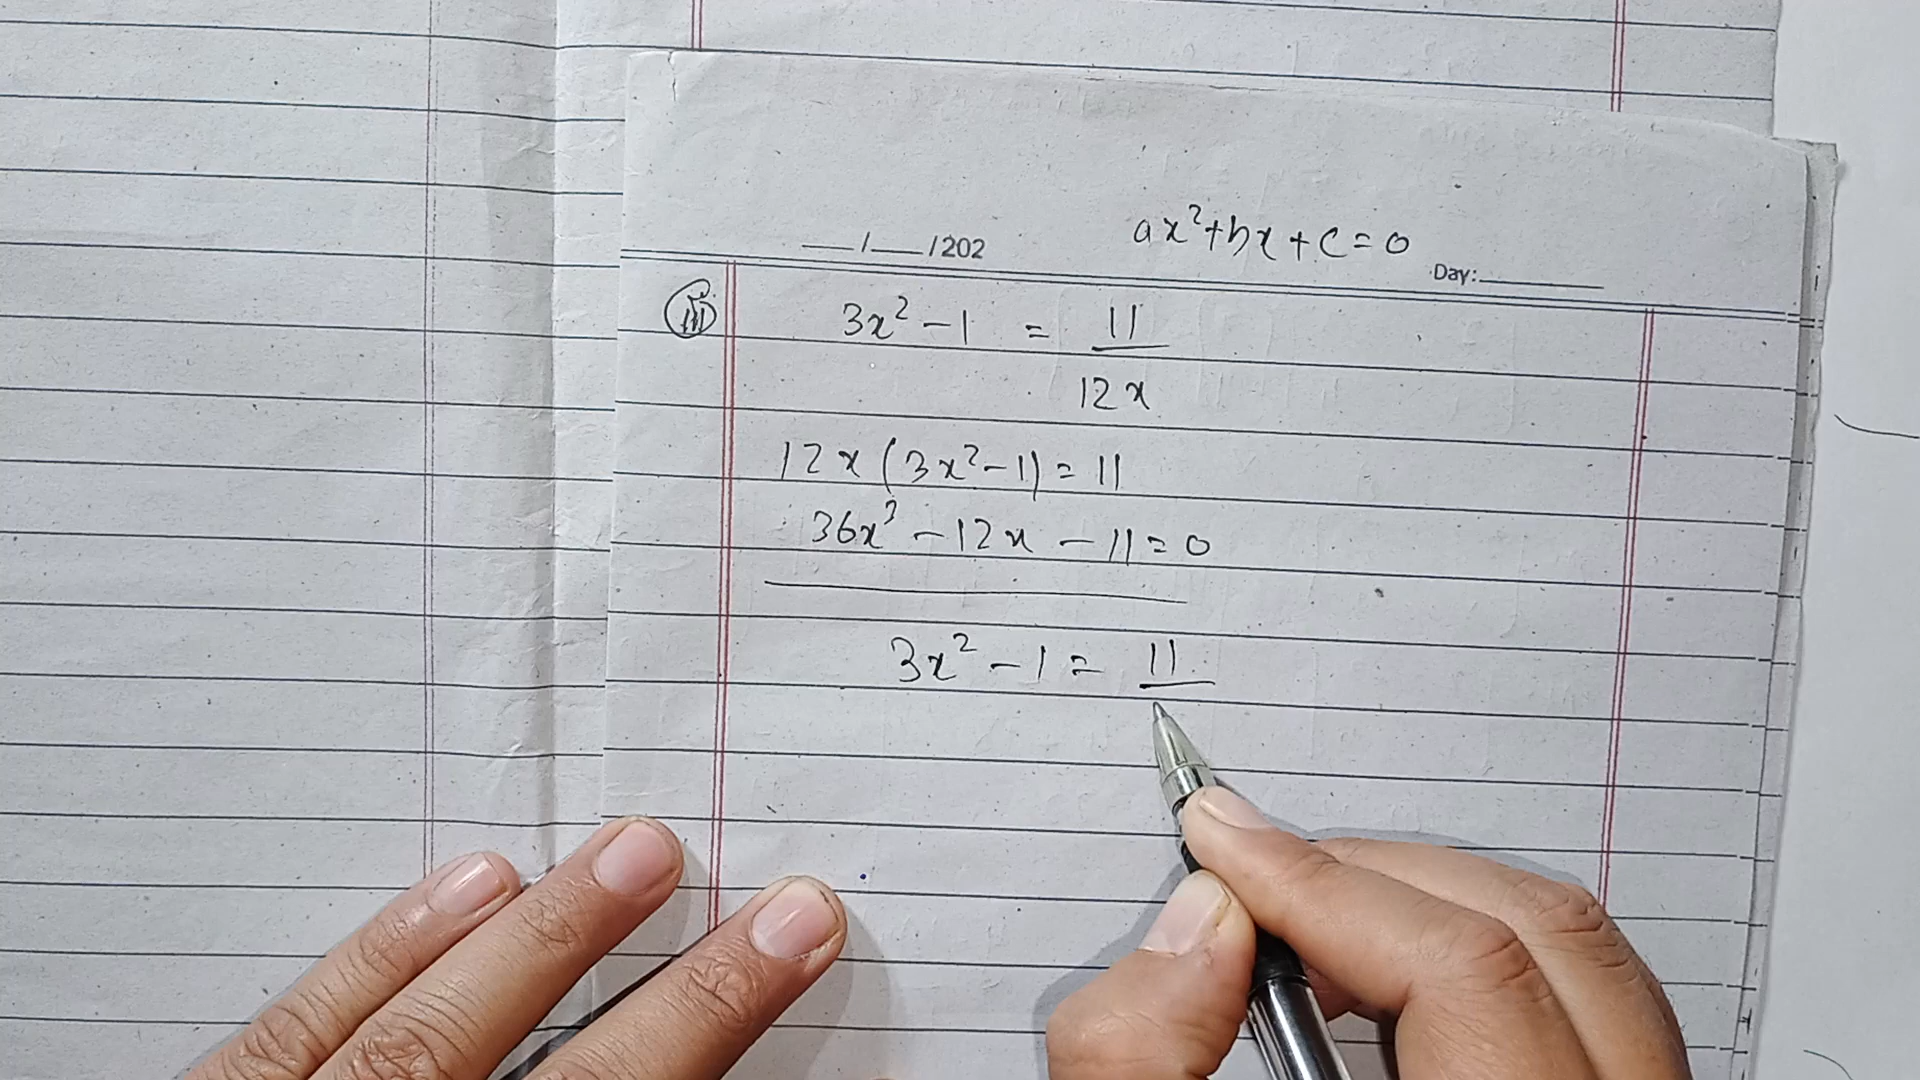 ax²+bx+c=0
__/__/202 Day:
(iii) 3x²-1 = 11/12x
12x(3x²-1)=11
36x³-12x-11=0
3x²-1= 11